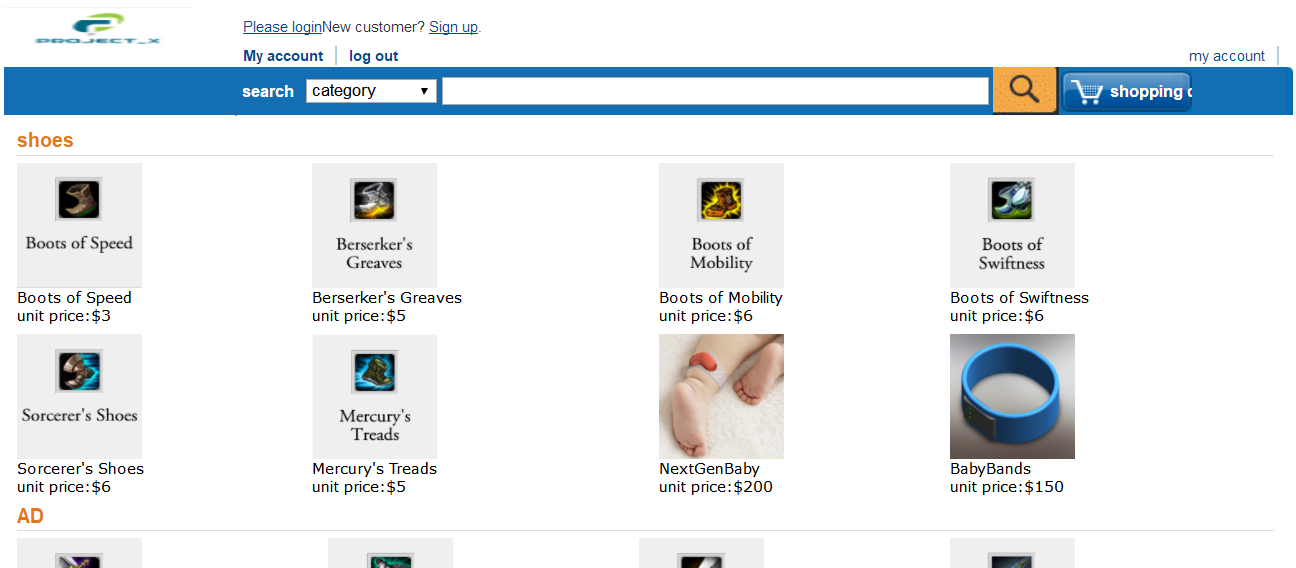 PROJECT_X
Please loginNew customer? Sign up.
My account log out
my account
search category shopping c
shoes
Boots of Speed
Berserker's
Greaves
Boots of
Mobility
Boots of
Swiftness
Boots of Speed
unit price:$3
Berserker's Greaves
unit price:$5
Boots of Mobility
unit price:$6
Boots of Swiftness
unit price:$6
Sorcerer's Shoes
Mercury's
Treads
Sorcerer's Shoes
unit price:$6
Mercury's Treads
unit price:$5
NextGenBaby
unit price:$200
BabyBands
unit price:$150
AD